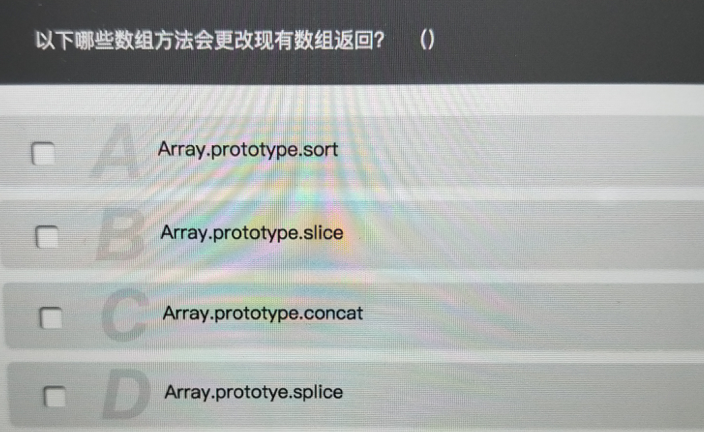 以下哪些数组方法会更改现有数组返回？ （）
A Array.prototype.sort
B Array.prototype.slice
C Array.prototype.concat
D Array.prototye.splice